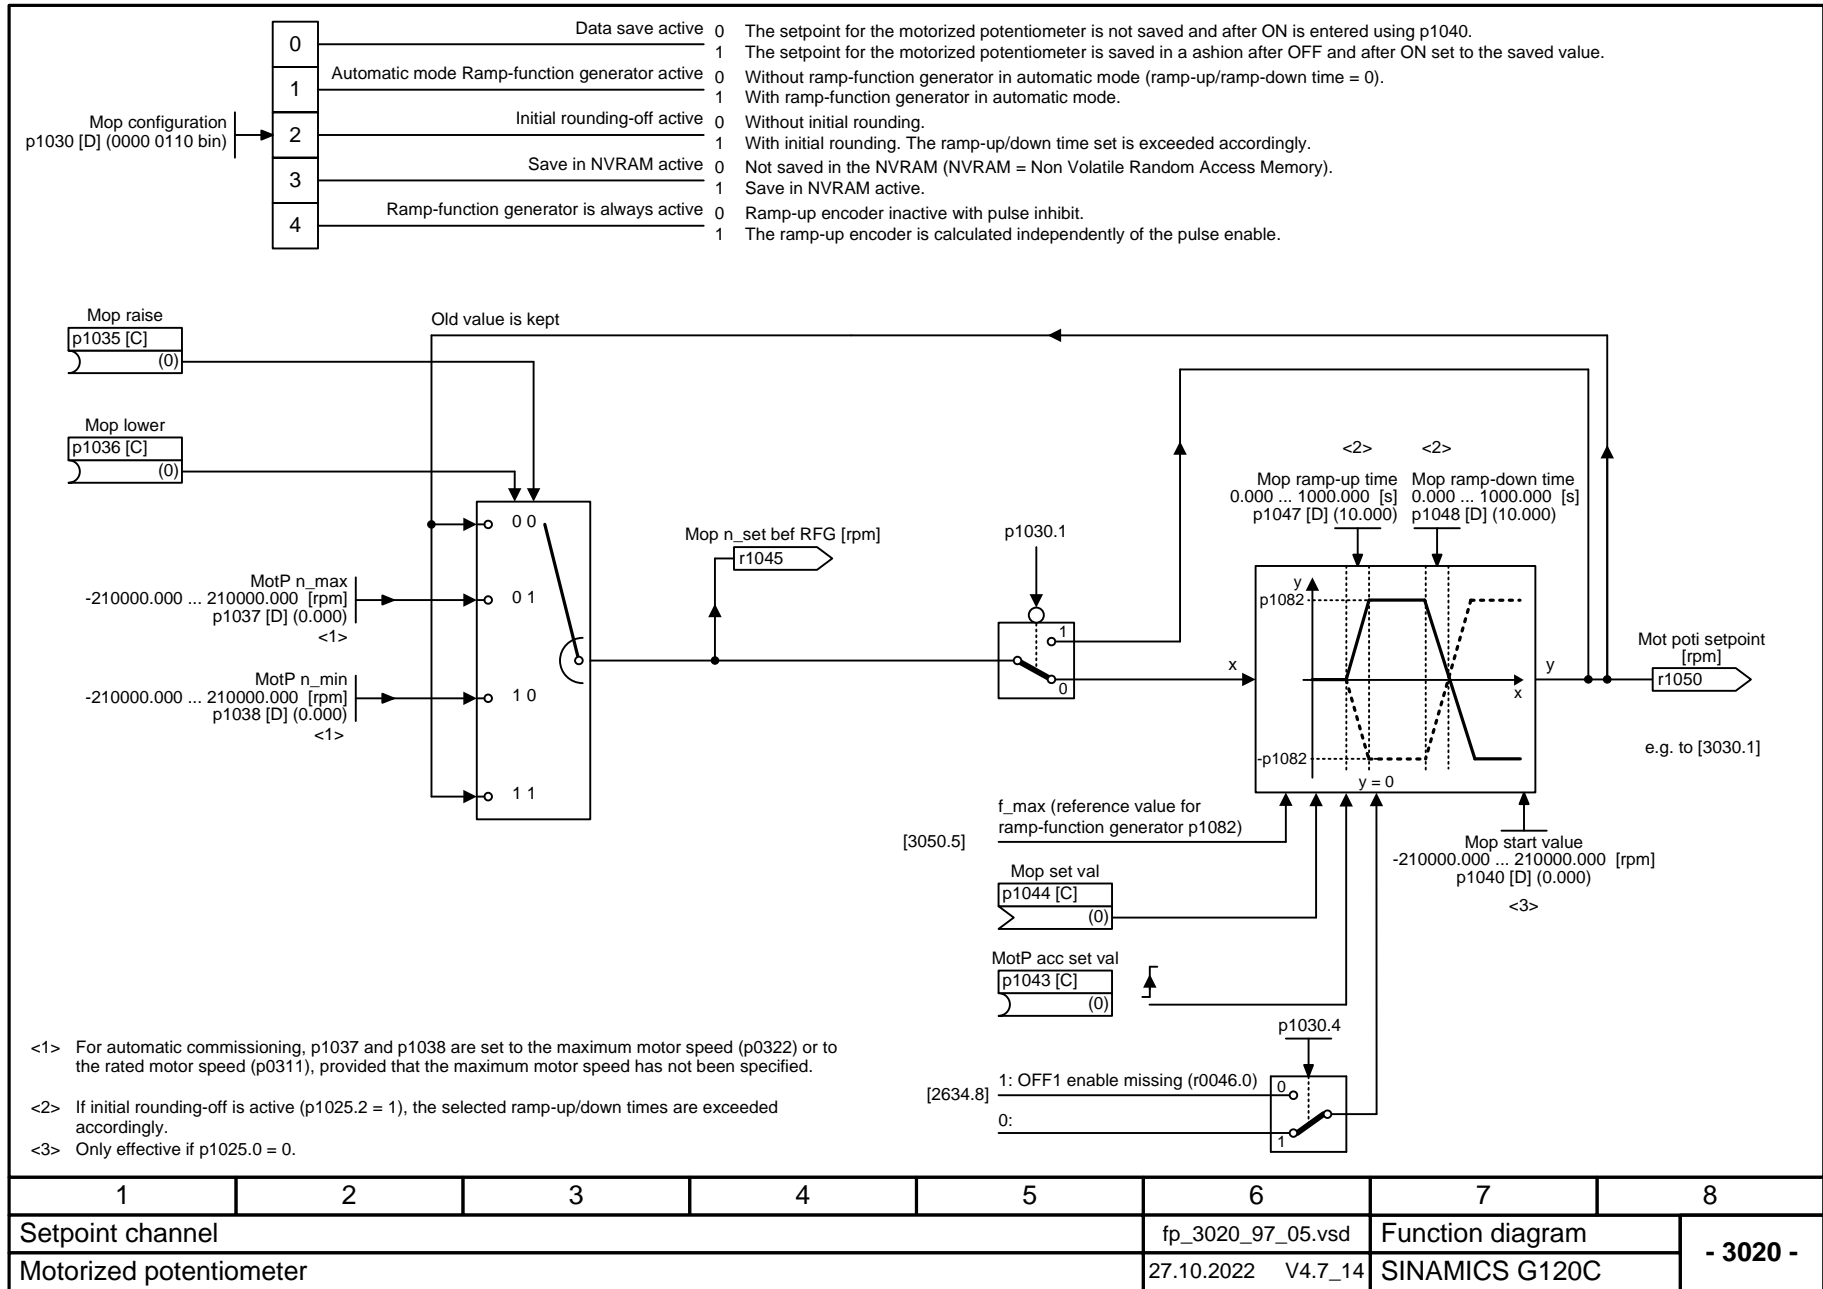 0
Data save active
0 The setpoint for the motorized potentiometer is not saved and after ON is entered using p1040.
1 The setpoint for the motorized potentiometer is saved in a ashion after OFF and after ON set to the saved value.
1
Automatic mode Ramp-function generator active
0 Without ramp-function generator in automatic mode (ramp-up/ramp-down time = 0).
1 With ramp-function generator in automatic mode.
Mop configuration
p1030 [D] (0000 0110 bin)
2
Initial rounding-off active
0 Without initial rounding.
1 With initial rounding. The ramp-up/down time set is exceeded accordingly.
3
Save in NVRAM active
0 Not saved in the NVRAM (NVRAM = Non Volatile Random Access Memory).
1 Save in NVRAM active.
4
Ramp-function generator is always active
0 Ramp-up encoder inactive with pulse inhibit.
1 The ramp-up encoder is calculated independently of the pulse enable.
Mop raise
p1035 [C]
(0)
Old value is kept
Mop lower
p1036 [C]
(0)
0 0
0 1
1 0
1 1
MotP n_max
-210000.000 ... 210000.000 [rpm]
p1037 [D] (0.000)
<1>
MotP n_min
-210000.000 ... 210000.000 [rpm]
p1038 [D] (0.000)
<1>
Mop n_set bef RFG [rpm]
r1045
p1030.1
1
0
<2>
<2>
Mop ramp-up time
0.000 ... 1000.000 [s]
p1047 [D] (10.000)
Mop ramp-down time
0.000 ... 1000.000 [s]
p1048 [D] (10.000)
x
y
p1082
x
-p1082
y = 0
y
Mot poti setpoint
[rpm]
r1050
e.g. to [3030.1]
f_max (reference value for
ramp-function generator p1082)
[3050.5]
Mop start value
-210000.000 ... 210000.000 [rpm]
p1040 [D] (0.000)
<3>
Mop set val
p1044 [C]
(0)
MotP acc set val
p1043 [C]
(0)
p1030.4
[2634.8]
1: OFF1 enable missing (r0046.0)
0:
0
1
<1> For automatic commissioning, p1037 and p1038 are set to the maximum motor speed (p0322) or to
the rated motor speed (p0311), provided that the maximum motor speed has not been specified.
<2> If initial rounding-off is active (p1025.2 = 1), the selected ramp-up/down times are exceeded
accordingly.
<3> Only effective if p1025.0 = 0.
1 2 3 4 5 6 7 8
Setpoint channel
fp_3020_97_05.vsd
Function diagram
- 3020 -
Motorized potentiometer
27.10.2022 V4.7_14
SINAMICS G120C